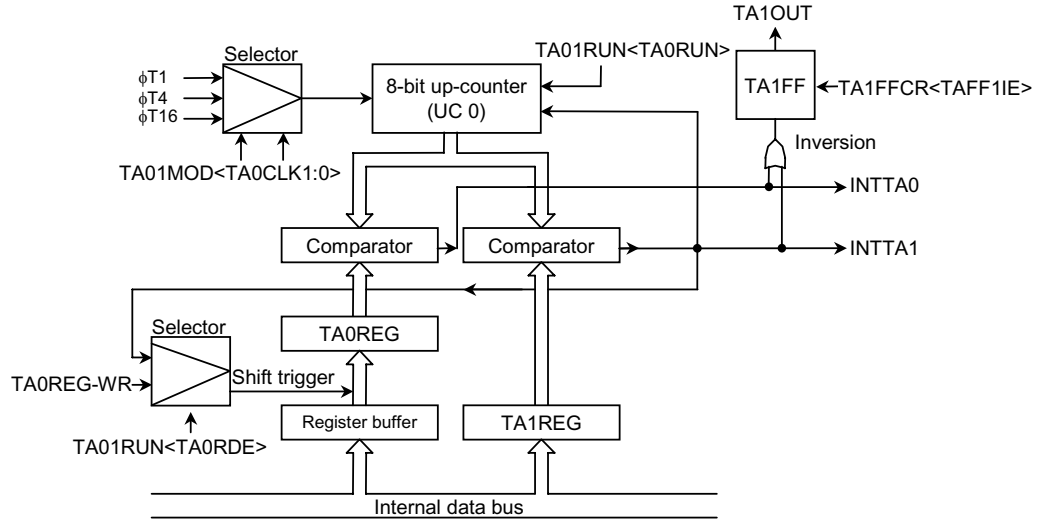 TA1OUT
Selector
TA01RUN<TA0RUN>
ϕT1
ϕT4
ϕT16
8-bit up-counter
(UC 0)
TA1FF
TA1FFCR<TAFF1IE>
TA01MOD<TA0CLK1:0>
Inversion
INTTA0
Comparator
Comparator
INTTA1
TA0REG
Selector
TA0REG-WR
Shift trigger
Register buffer
TA1REG
TA01RUN<TA0RDE>
Internal data bus